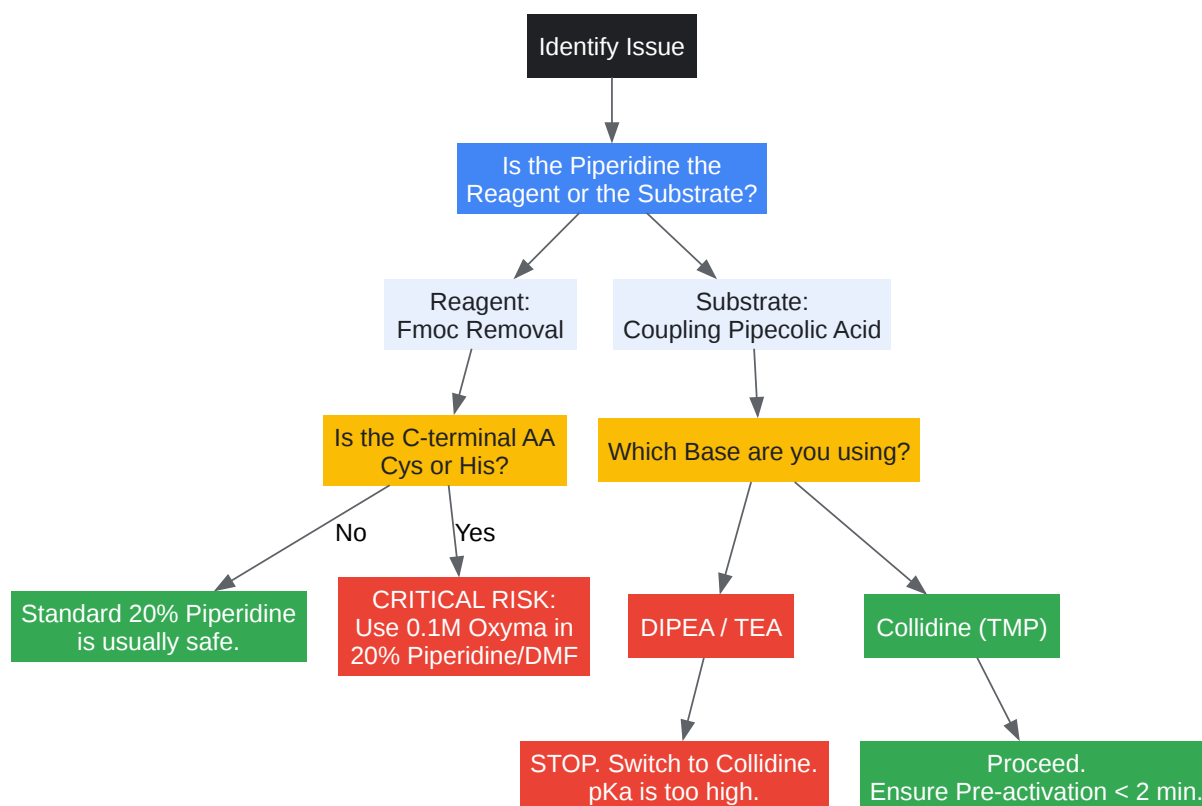 Identify Issue
Is the Piperidine the
Reagent or the Substrate?
Reagent:
Fmoc Removal
Substrate:
Coupling Pipecolic Acid
Is the C-terminal AA
Cys or His?
Which Base are you using?
No
Yes
Standard 20% Piperidine
is usually safe.
CRITICAL RISK:
Use 0.1M Oxyma in
20% Piperidine/DMF
DIPEA / TEA
Collidine (TMP)
STOP. Switch to Collidine.
pKa is too high.
Proceed.
Ensure Pre-activation < 2 min.